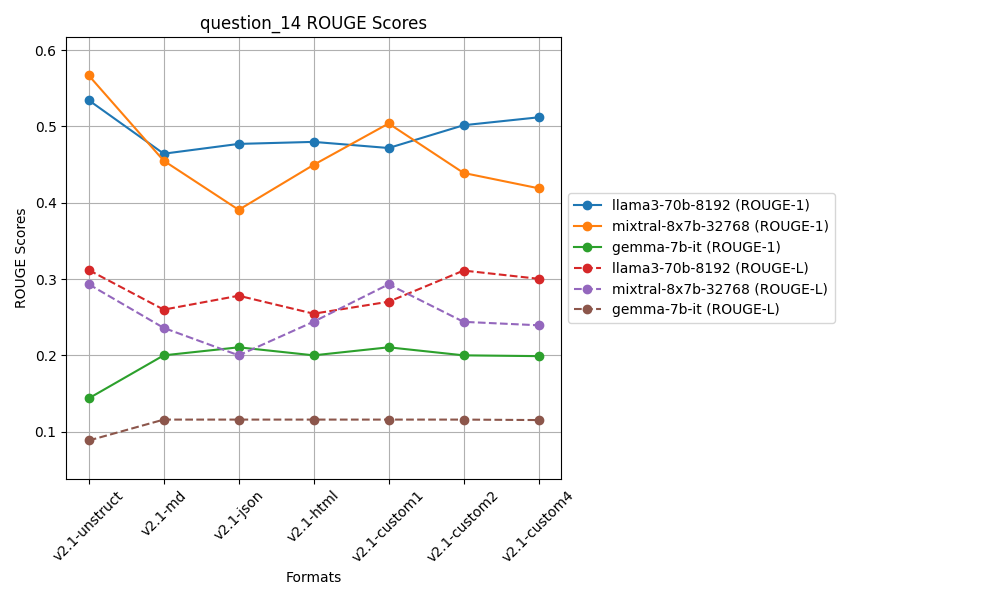 question_14 ROUGE Scores
ROUGE Scores
0.6
0.5
0.4
0.3
0.2
0.1
v2.1-unstruct
v2.1-md
v2.1-json
v2.1-html
v2.1-custom1
v2.1-custom2
v2.1-custom4
Formats
llama3-70b-8192 (ROUGE-1)
mixtral-8x7b-32768 (ROUGE-1)
gemma-7b-it (ROUGE-1)
llama3-70b-8192 (ROUGE-L)
mixtral-8x7b-32768 (ROUGE-L)
gemma-7b-it (ROUGE-L)